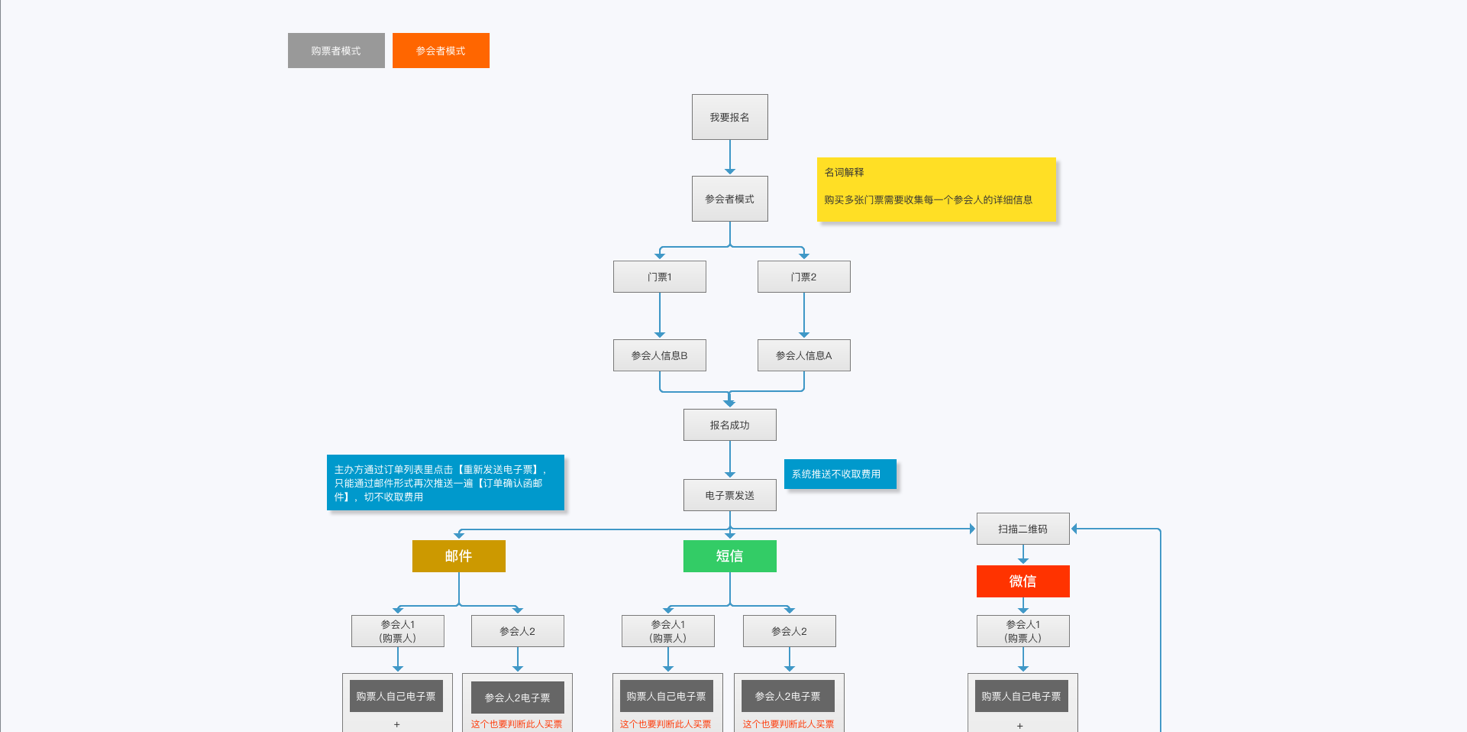 购票者模式
参会者模式
我要报名
参会者模式
名词解释
购买多张门票需要收集每一个参会人的详细信息
门票1
门票2
参会人信息B
参会人信息A
报名成功
主办方通过订单列表里点击【重新发送电子票】，
只能通过邮件形式再次推送一遍【订单确认函邮
件】，切不收取费用
系统推送不收取费用
电子票发送
扫描二维码
邮件
短信
微信
参会人1
(购票人)
参会人2
参会人1
(购票人)
参会人2
参会人1
(购票人)
购票人自己电子票
参会人2电子票
购票人自己电子票
参会人2电子票
购票人自己电子票
+
这个也要判断此人买票
这个也要判断此人买票
这个也要判断此人买票
+